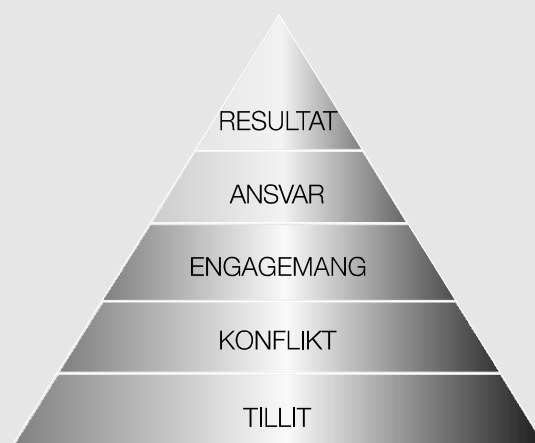 RESULTAT
ANSVAR
ENGAGEMANG
KONFLIKT
TILLIT